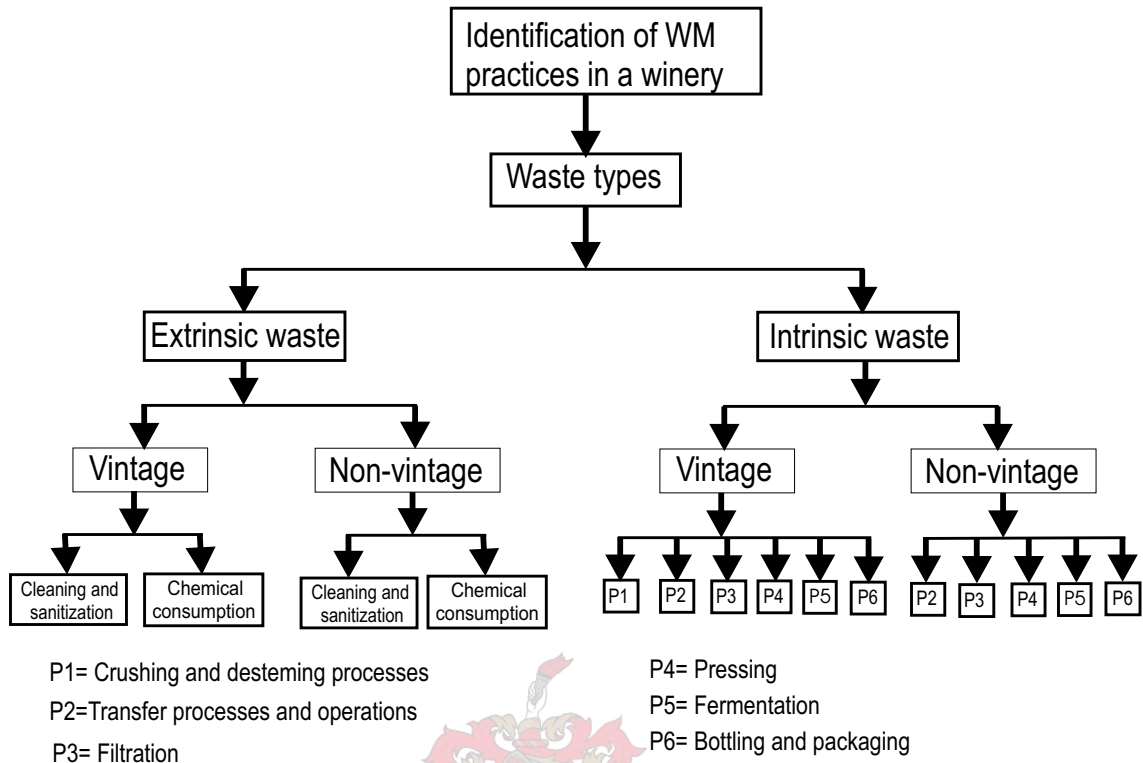 Identification of WM
practices in a winery
Waste types
Extrinsic waste
Intrinsic waste
Vintage
Non-vintage
Vintage
Non-vintage
Cleaning and
sanitization
Chemical
consumption
Cleaning and
sanitization
Chemical
consumption
P1
P2
P3
P4
P5
P6
P2
P3
P4
P5
P6
P1= Crushing and desteming processes
P2=Transfer processes and operations
P3= Filtration
P4= Pressing
P5= Fermentation
P6= Bottling and packaging